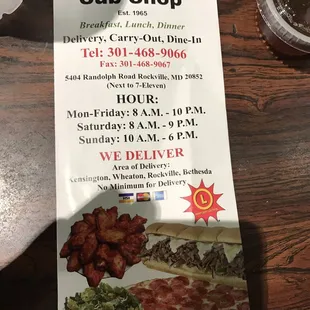 Sub Shop
Est. 1965
Breakfast, Lunch, Dinner
Delivery, Carry-Out, Dine-In
Tel: 301-468-9066
Fax: 301-468-9067
5404 Randolph Road Rockville, MD 20852
(Next to 7-Eleven)
HOUR:
Mon-Friday: 8 A.M. - 10 P.M.
Saturday: 8 A.M. - 9 P.M.
Sunday: 10 A.M. - 6 P.M.
WE DELIVER
Area of Delivery:
Kensington, Wheaton, Rockville, Bethesda
No Minimum for Delivery
L